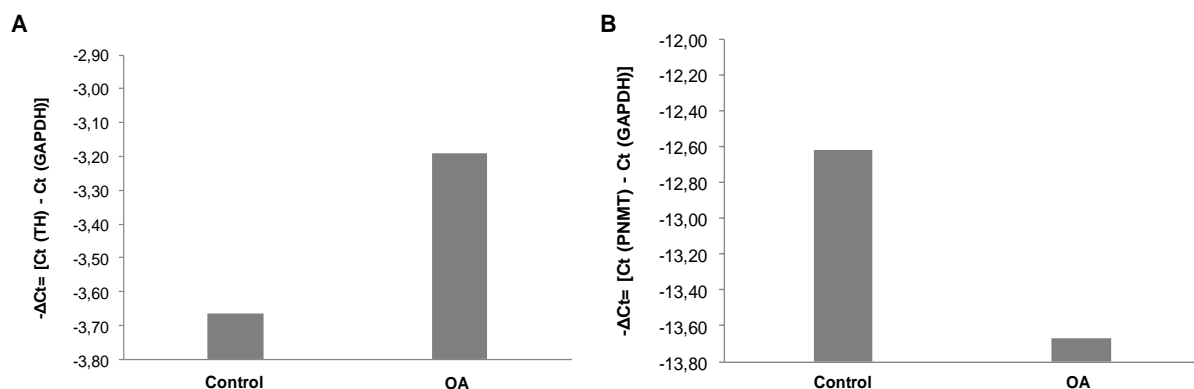 A
-ΔCt= [Ct (TH) - Ct (GAPDH)]
-2,90
-3,00
-3,10
-3,20
-3,30
-3,40
-3,50
-3,60
-3,70
-3,80
Control
OA
B
-ΔCt= [Ct (PNMT) - Ct (GAPDH)]
-12,00
-12,20
-12,40
-12,60
-12,80
-13,00
-13,20
-13,40
-13,60
-13,80
Control
OA